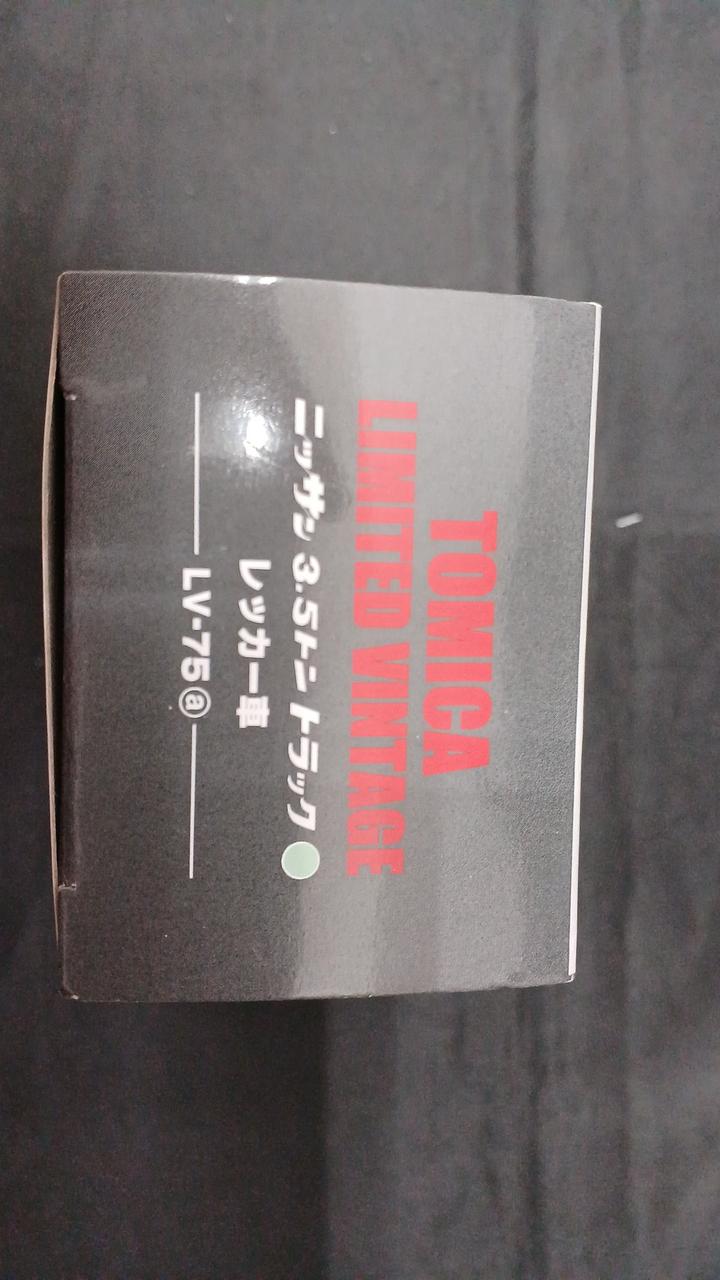 TOMICA
LIMITED VINTAGE
ニッサン 3.5トン トラック
レッカー車
LV-75ⓐ